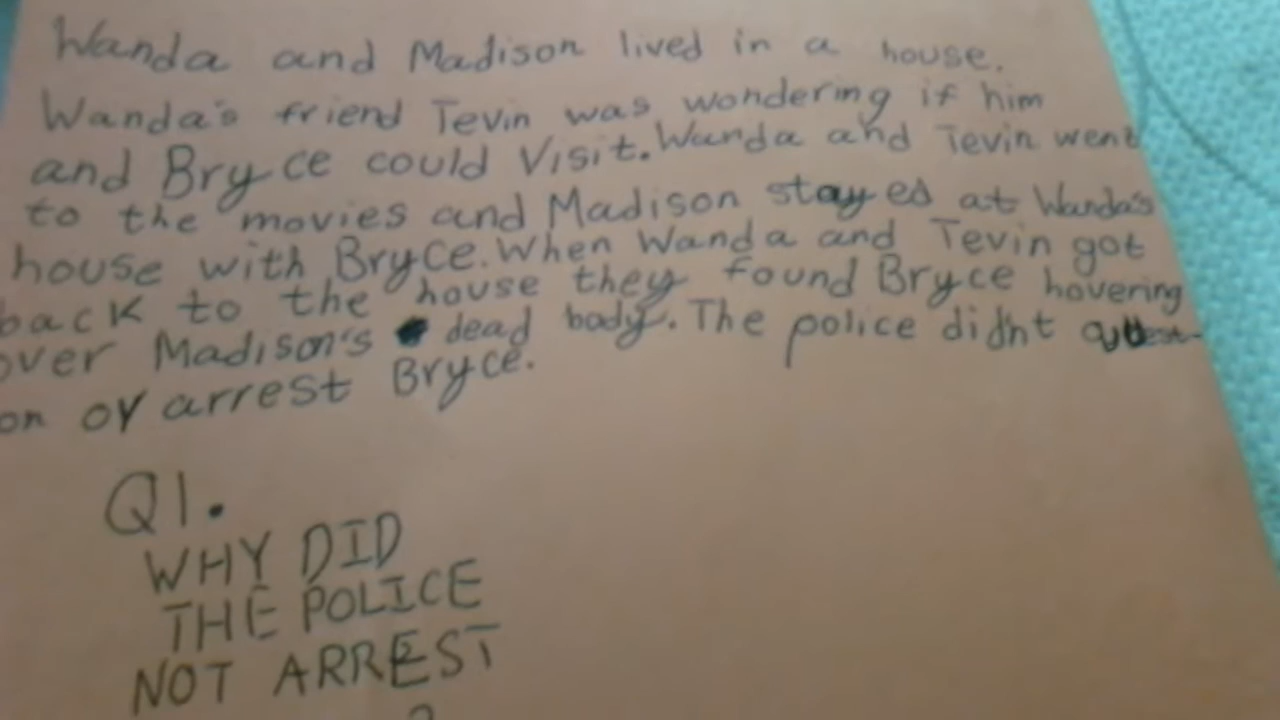 Wanda and Madison lived in a house.
Wanda's friend Tevin was wondering if him
and Bryce could Visit. Wanda and Tevin went
to the movies and Madison stayed at Wanda's
house with Bryce. When Wanda and Tevin got
back to the house they found Bryce hovering
over Madison's dead body. The police didn't
on or arrest Bryce.
Q1.
WHY DID
THE POLICE
NOT ARREST